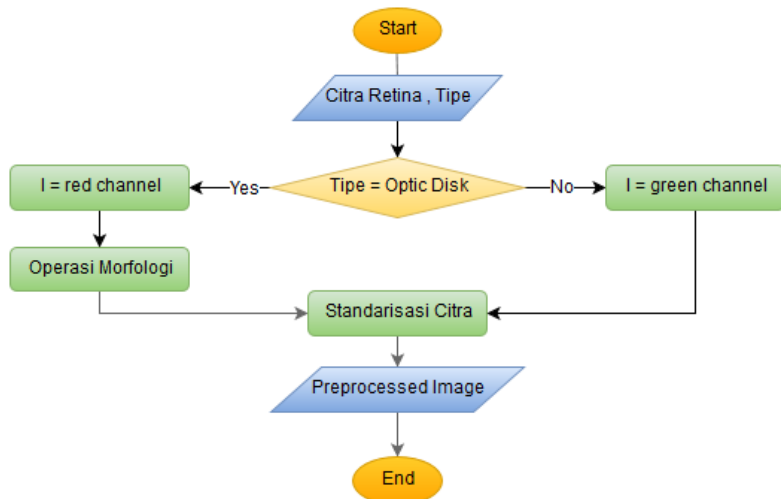 Start
Citra Retina , Tipe
Tipe = Optic Disk
Yes
No
I = red channel
I = green channel
Operasi Morfologi
Standarisasi Citra
Preprocessed Image
End